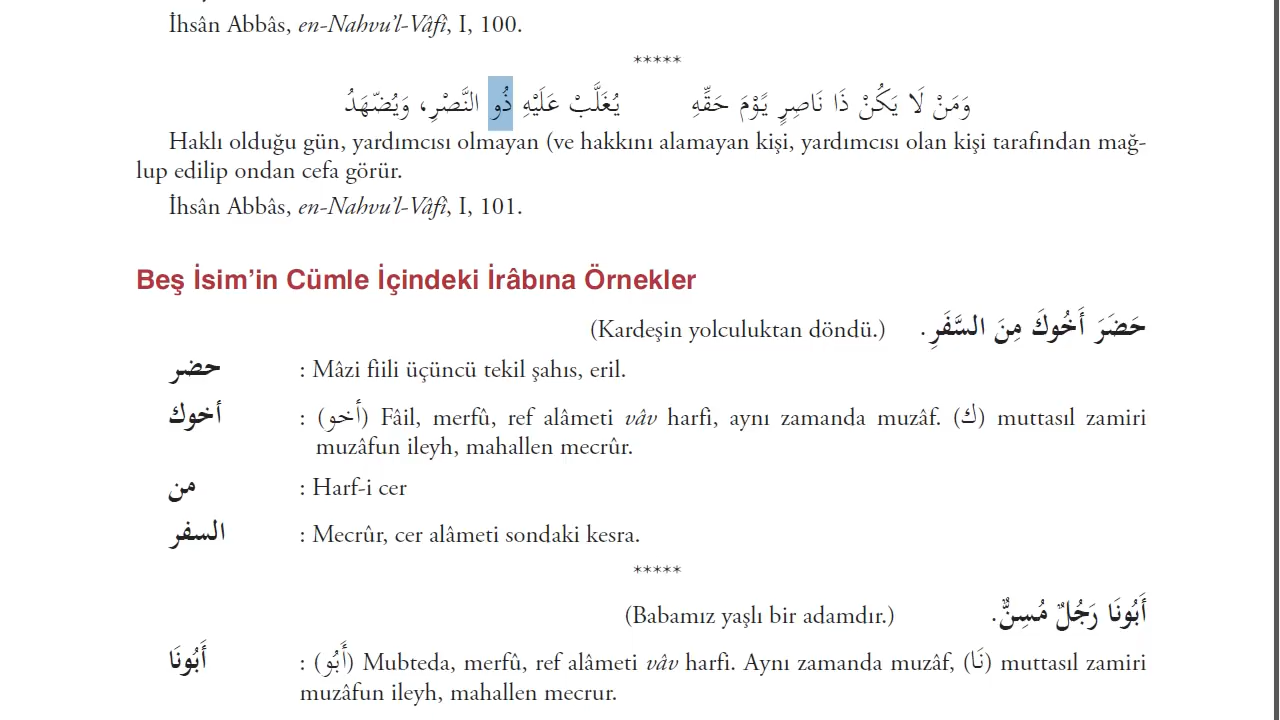 İhsân Abbâs, en-Nahvu’l-Vâfî, I, 100.
*****
وَمَنْ لَا يَكُنْ ذَا نَاصِرٍ يَوْمَ حَقِّهِ يُغَلَّبْ عَلَيْهِ ذُو النَّصْرِ، وَيُضّهَدُ
Haklı olduğu gün, yardımcısı olmayan (ve hakkını alamayan kişi, yardımcısı olan kişi tarafından mağ-
lup edilip ondan cefa görür.
İhsân Abbâs, en-Nahvu’l-Vâfî, I, 101.
Beş İsim’in Cümle İçindeki İrâbına Örnekler
حَضَرَ أَخُوكَ مِنَ السَّفَرِ. (Kardeşin yolculuktan döndü.)
حضر : Mâzi fiili üçüncü tekil şahıs, eril.
أخوك : (أخو) Fâil, merfû, ref alâmeti vâv harfi, aynı zamanda muzâf. (ك) muttasıl zamiri
muzâfun ileyh, mahallen mecrûr.
من : Harf-i cer
السفر : Mecrûr, cer alâmeti sondaki kesra.
*****
أَبُونَا رَجُلٌ مُسِنٌّ. (Babamız yaşlı bir adamdır.)
أَبُونَا : (أَبُو) Mubteda, merfû, ref alâmeti vâv harfi. Aynı zamanda muzâf, (نَا) muttasıl zamiri
muzâfun ileyh, mahallen mecrur.